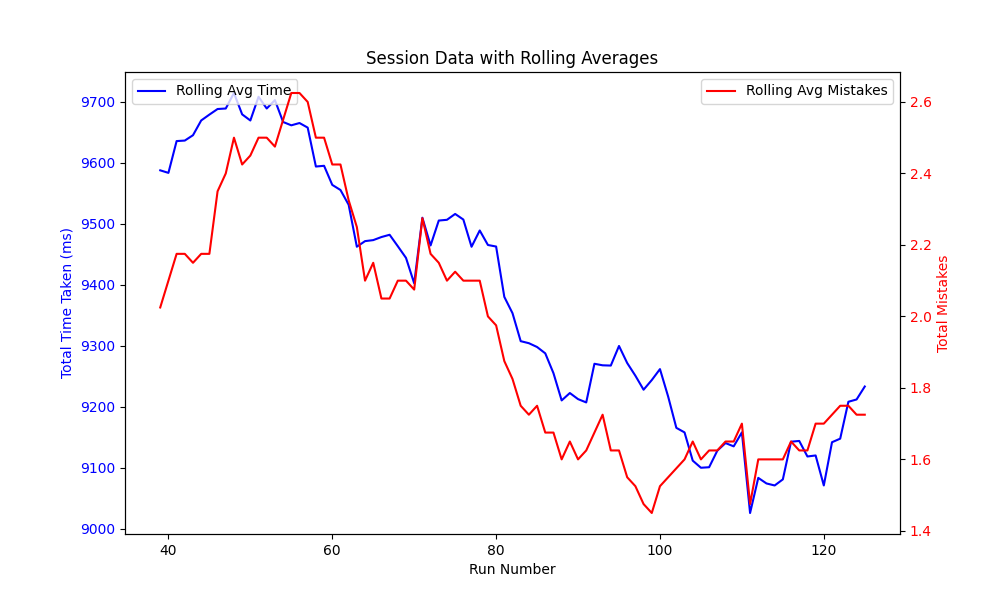 Session Data with Rolling Averages
Rolling Avg Time
Rolling Avg Mistakes
9700
9600
9500
9400
9300
9200
9100
9000
Total Time Taken (ms)
2.6
2.4
2.2
2.0
1.8
1.6
1.4
Total Mistakes
40 60 80 100 120
Run Number